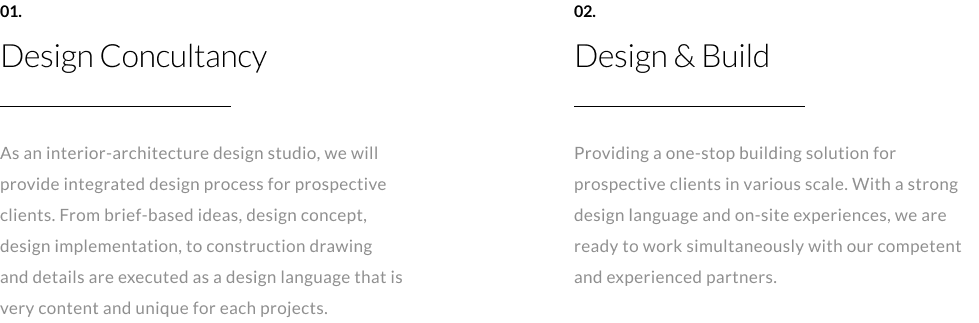 01.
Design Concultancy
As an interior-architecture design studio, we will
provide integrated design process for prospective
clients. From brief-based ideas, design concept,
design implementation, to construction drawing
and details are executed as a design language that is
very content and unique for each projects.
02.
Design & Build
Providing a one-stop building solution for
prospective clients in various scale. With a strong
design language and on-site experiences, we are
ready to work simultaneously with our competent
and experienced partners.